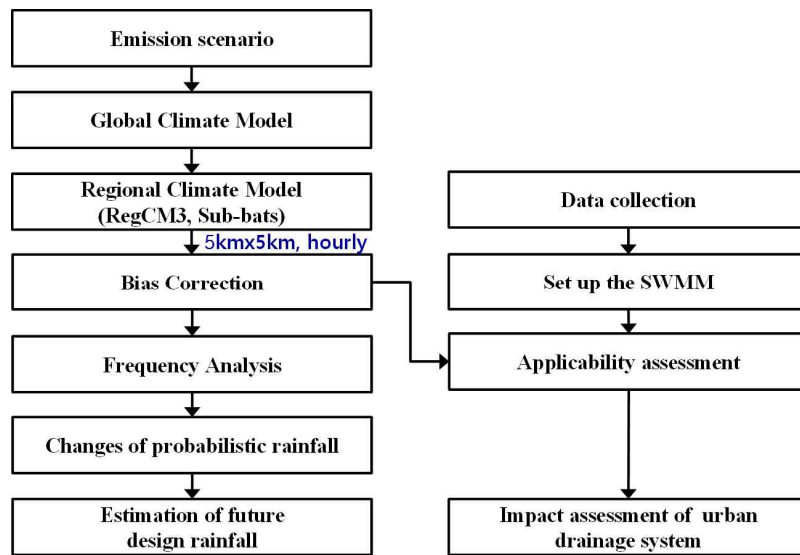 Emission scenario
Global Climate Model
Regional Climate Model
(RegCM3, Sub-bats)
5kmx5km, hourly
Bias Correction
Frequency Analysis
Changes of probabilistic rainfall
Estimation of future
design rainfall
Data collection
Set up the SWMM
Applicability assessment
Impact assessment of urban
drainage system